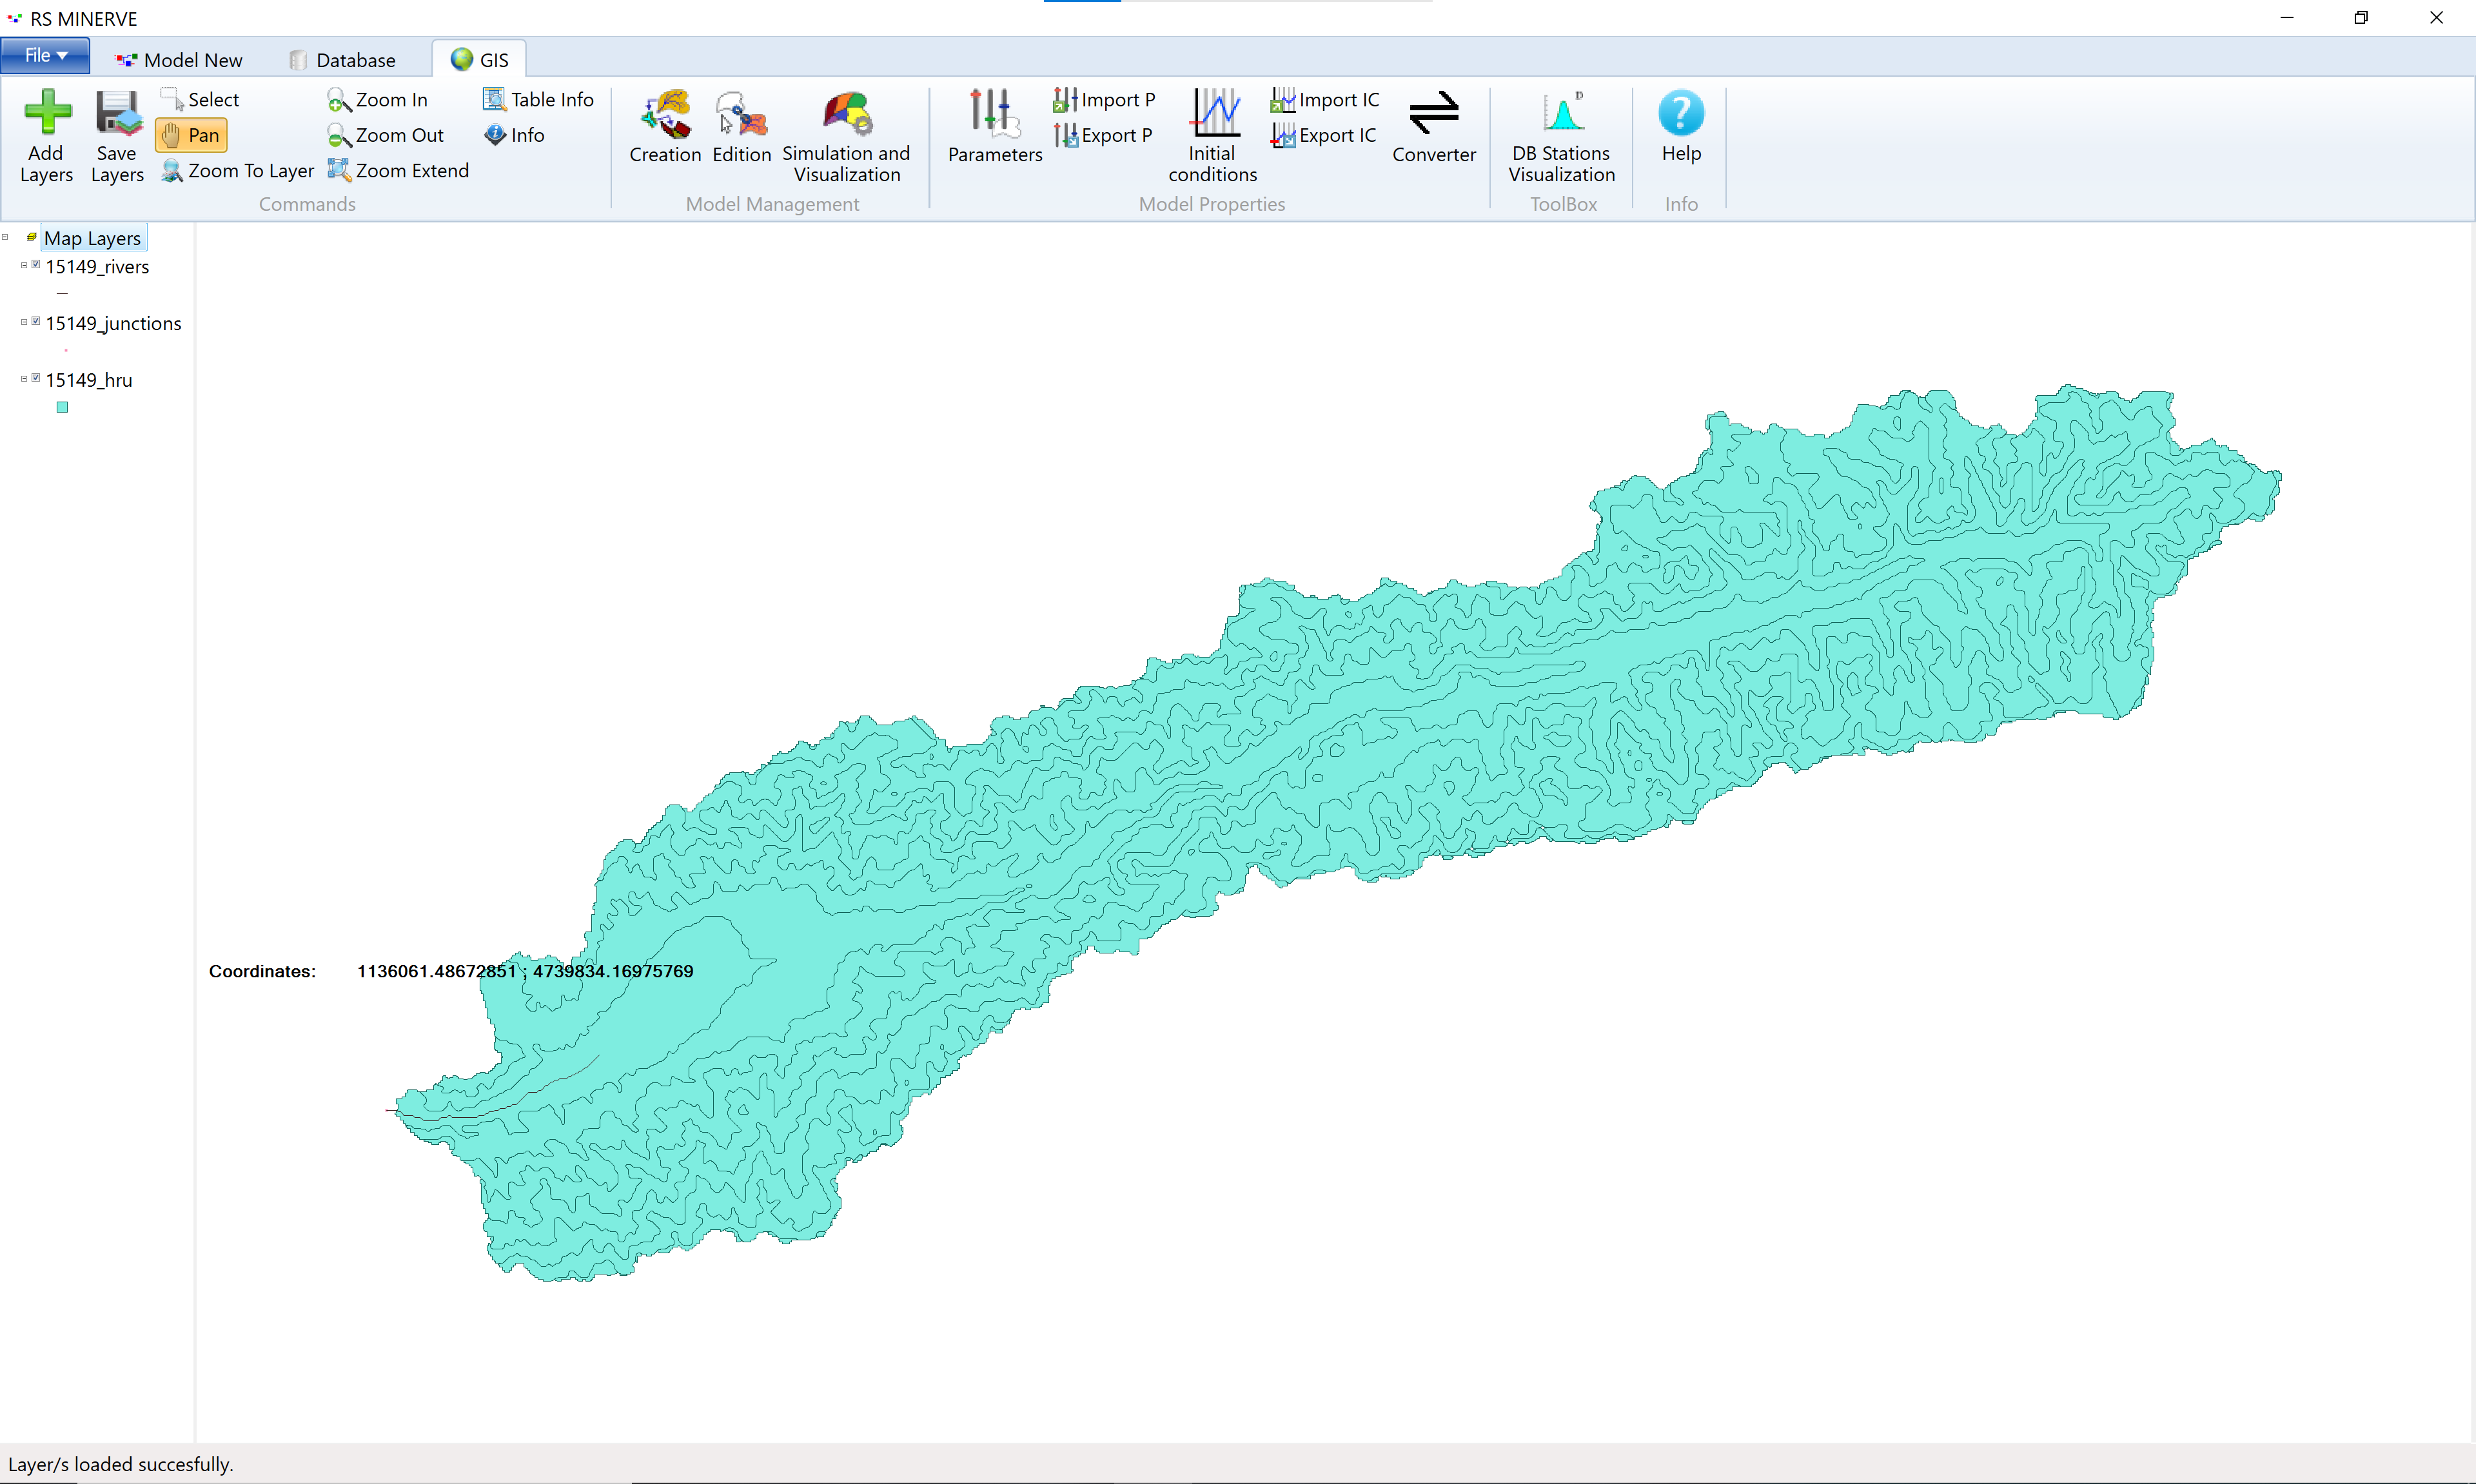 RS MINERVE
File Model New Database GIS
Add Layers
Save Layers
Select
Pan
Zoom To Layer
Zoom In
Zoom Out
Zoom Extend
Table Info
Info
Commands
Creation
Edition
Simulation and Visualization
Model Management
Parameters
Import P
Export P
Initial conditions
Import IC
Export IC
Converter
Model Properties
D
DB Stations Visualization
ToolBox
?
Help
Info
Map Layers
15149_rivers
15149_junctions
15149_hru
Coordinates: 1136061.48672851 ; 4739834.16975769
Layer/s loaded succesfully.